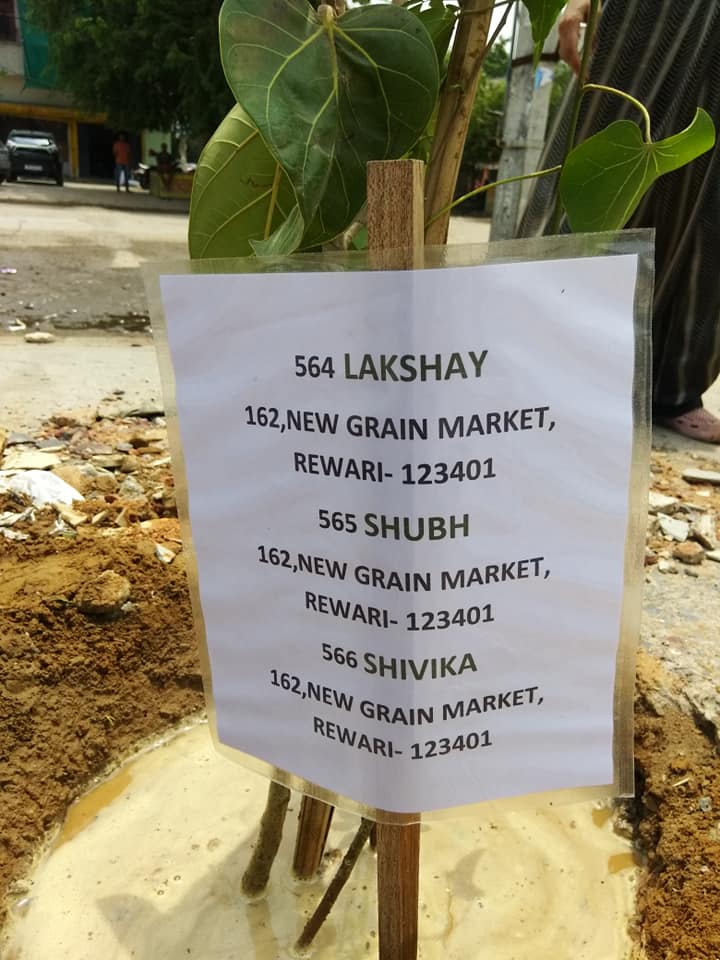 564 LAKSHAY
162,NEW GRAIN MARKET,
REWARI- 123401
565 SHUBH
162,NEW GRAIN MARKET,
REWARI- 123401
566 SHIVIKA
162,NEW GRAIN MARKET,
REWARI- 123401